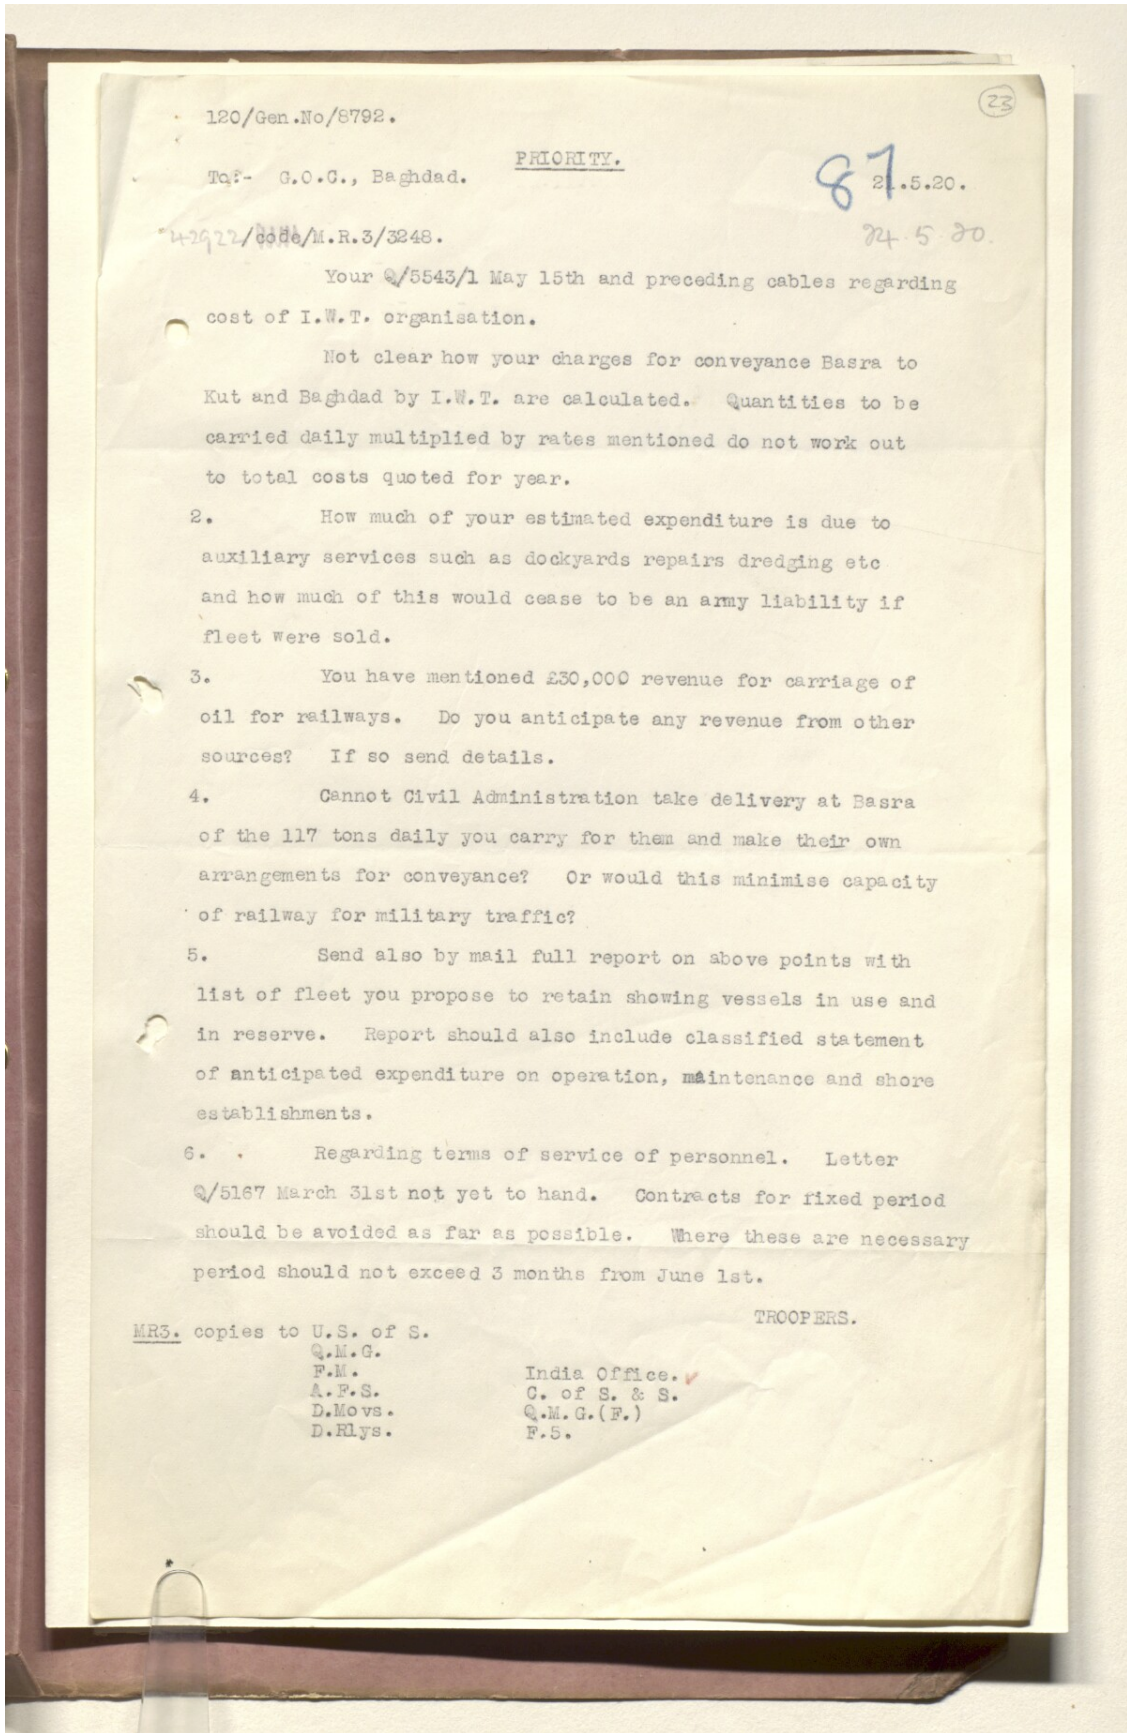 23
120/Gen.No/8792.
PRIORITY.
87
To:- G.O.C., Baghdad.
21.5.20.
42922/code/M.R.3/3248.
24.5.20.
Your Q/5543/1 May 15th and preceding cables regarding
cost of I.W.T. organisation.
Not clear how your charges for conveyance Basra to
Kut and Baghdad by I.W.T. are calculated. Quantities to be
carried daily multiplied by rates mentioned do not work out
to total costs quoted for year.
2. How much of your estimated expenditure is due to
auxiliary services such as dockyards repairs dredging etc
and how much of this would cease to be an army liability if
fleet were sold.
3. You have mentioned £30,000 revenue for carriage of
oil for railways. Do you anticipate any revenue from other
sources? If so send details.
4. Cannot Civil Administration take delivery at Basra
of the 117 tons daily you carry for them and make their own
arrangements for conveyance? Or would this minimise capacity
of railway for military traffic?
5. Send also by mail full report on above points with
list of fleet you propose to retain showing vessels in use and
in reserve. Report should also include classified statement
of anticipated expenditure on operation, maintenance and shore
establishments.
6. . Regarding terms of service of personnel. Letter
Q/5167 March 31st not yet to hand. Contracts for fixed period
should be avoided as far as possible. Where these are necessary
period should not exceed 3 months from June 1st.
TROOPERS.
MR3. copies to U.S. of S.
Q.M.G.
F.M. India Office.
A.F.S. C. of S. & S.
D.Movs. Q.M.G.(F.)
D.Rlys. F.5.